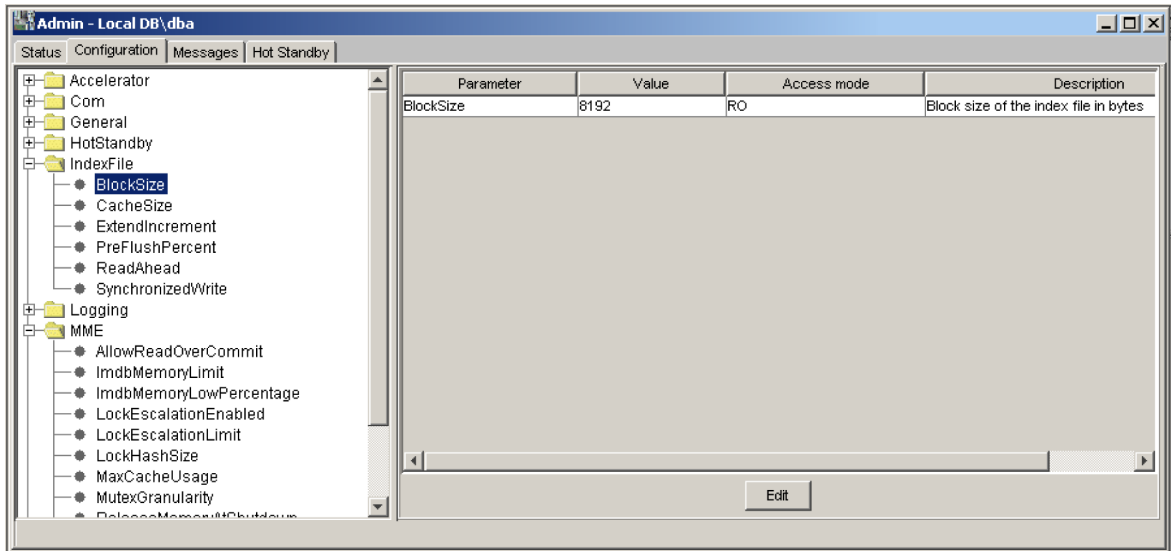 Admin - Local DB\dba
Status Configuration Messages Hot Standby
Accelerator
Com
General
HotStandby
IndexFile
BlockSize
CacheSize
ExtendIncrement
PreFlushPercent
ReadAhead
SynchronizedWrite
Logging
MME
AllowReadOverCommit
ImdbMemoryLimit
ImdbMemoryLowPercentage
LockEscalationEnabled
LockEscalationLimit
LockHashSize
MaxCacheUsage
MutexGranularity
ReleaseMemoryAtShutdown
Parameter Value Access mode Description
BlockSize 8192 RO Block size of the index file in bytes
Edit